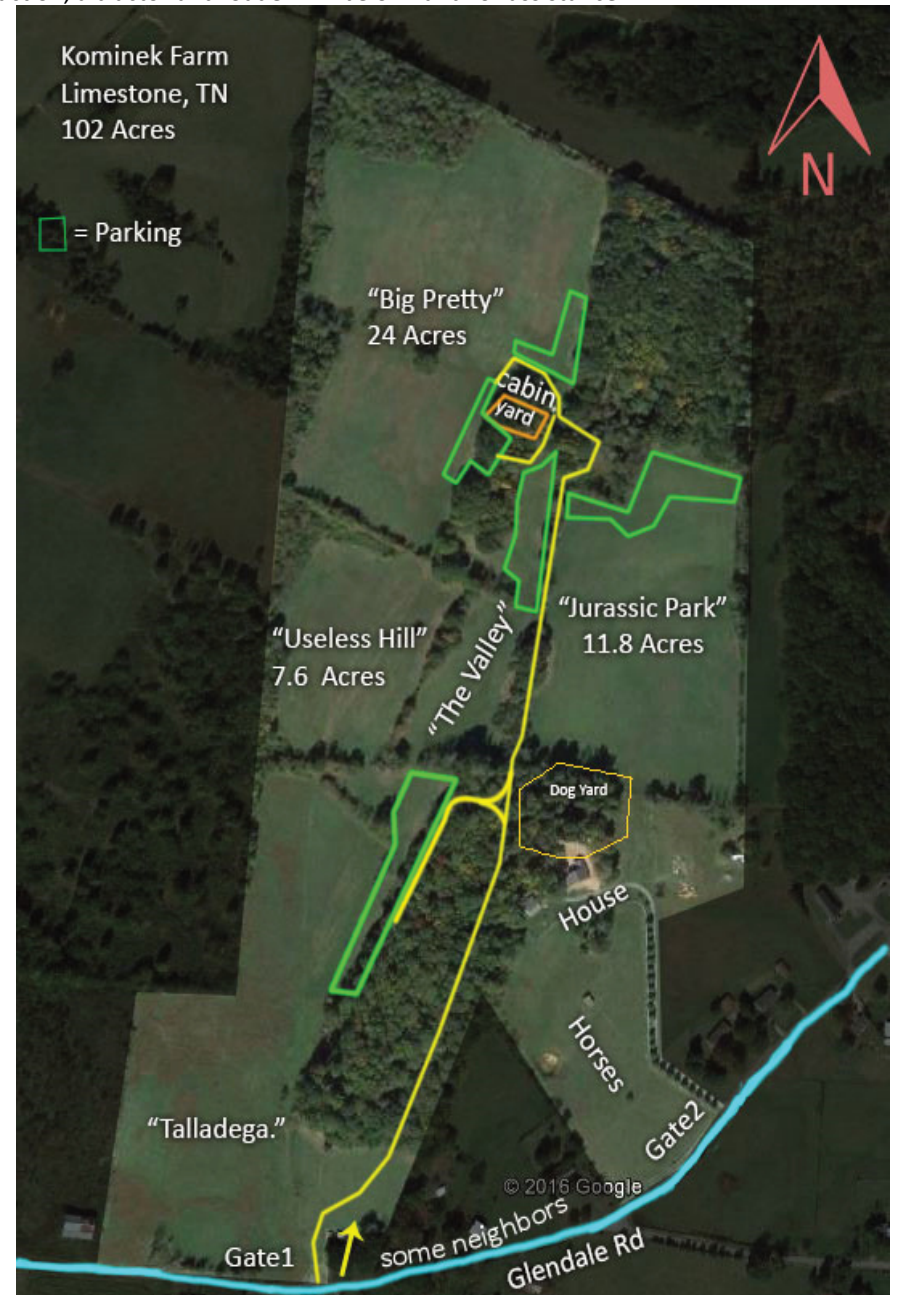 Kominek Farm
Limestone, TN
102 Acres
N
= Parking
“Big Pretty”
24 Acres
cabin
yard
“Jurassic Park”
11.8 Acres
“Useless Hill”
7.6 Acres
“The Valley”
Dog Yard
House
Horses
“Talladega.”
Gate2
© 2016 Google
some neighbors
Gate1
Glendale Rd